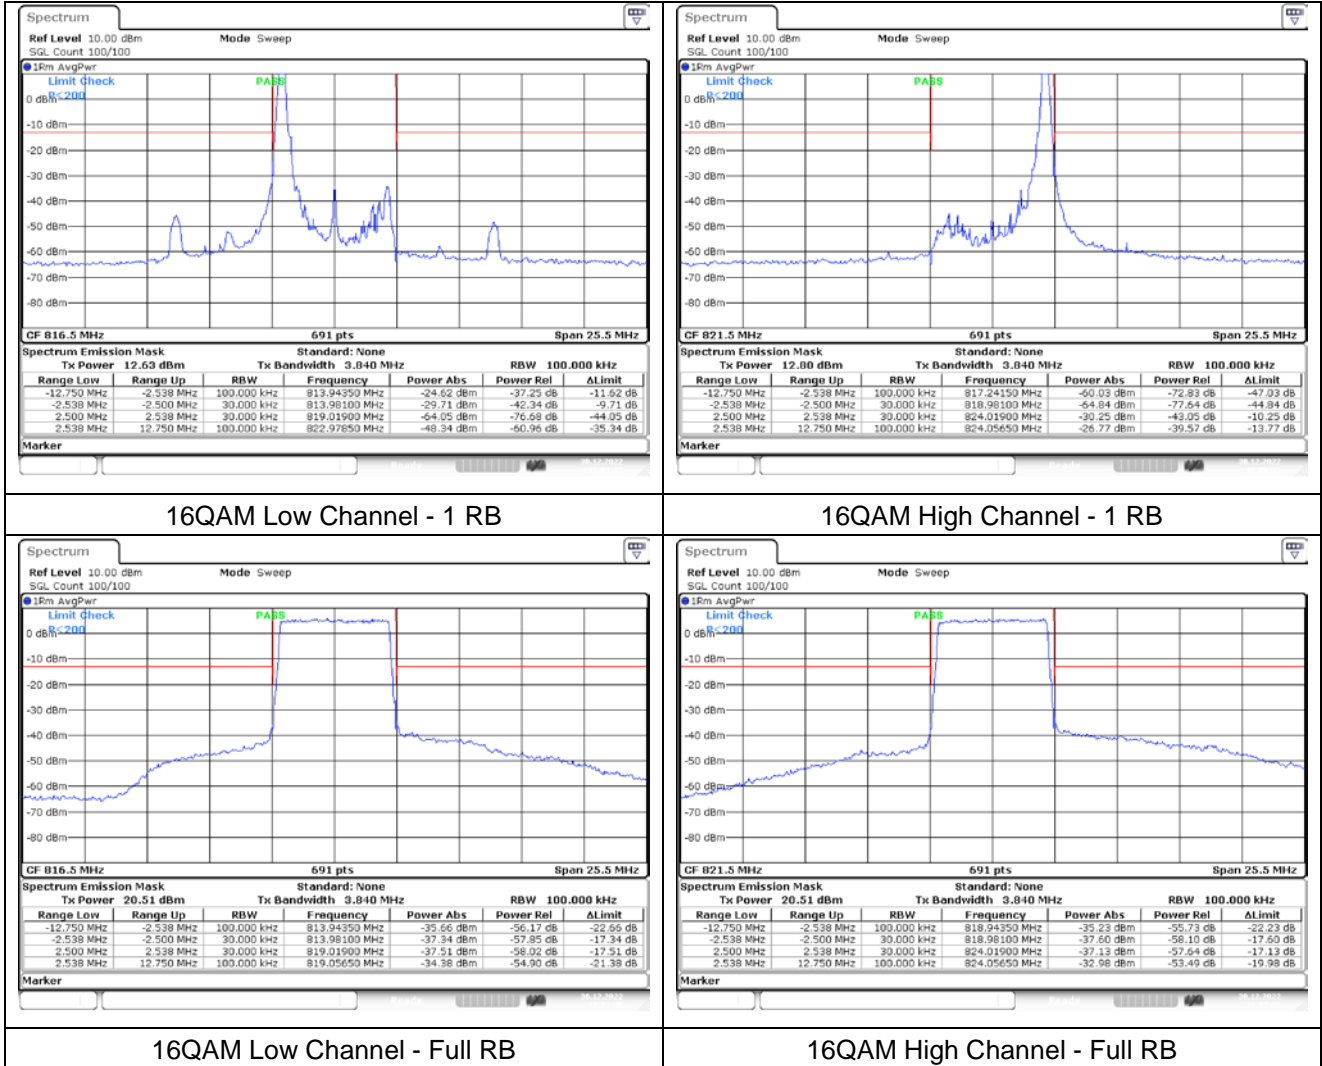 Spectrum
Ref Level 10.00 dBm Mode Sweep
SGL Count 100/100
1Rm AvgPwr
Limit Check PASS
P<200
0 dBm
-10 dBm
-20 dBm
-30 dBm
-40 dBm
-50 dBm
-60 dBm
-70 dBm
-80 dBm
CF 816.5 MHz 691 pts Span 25.5 MHz
Spectrum Emission Mask Standard: None
Tx Power 12.63 dBm Tx Bandwidth 3.840 MHz RBW 100.000 kHz
Range Low Range Up RBW Frequency Power Abs Power Rel ΔLimit
-12.750 MHz -2.538 MHz 100.000 kHz 813.94350 MHz -24.62 dBm -37.25 dB -11.62 dB
-2.538 MHz -2.500 MHz 30.000 kHz 813.98100 MHz -29.71 dBm -42.34 dB -9.71 dB
2.500 MHz 2.538 MHz 30.000 kHz 819.01900 MHz -64.05 dBm -76.68 dB -44.05 dB
2.538 MHz 12.750 MHz 100.000 kHz 822.97850 MHz -48.34 dBm -60.96 dB -35.34 dB
Marker
16QAM Low Channel - 1 RB
Spectrum
Ref Level 10.00 dBm Mode Sweep
SGL Count 100/100
1Rm AvgPwr
Limit Check PASS
P<200
0 dBm
-10 dBm
-20 dBm
-30 dBm
-40 dBm
-50 dBm
-60 dBm
-70 dBm
-80 dBm
CF 821.5 MHz 691 pts Span 25.5 MHz
Spectrum Emission Mask Standard: None
Tx Power 12.80 dBm Tx Bandwidth 3.840 MHz RBW 100.000 kHz
Range Low Range Up RBW Frequency Power Abs Power Rel ΔLimit
-12.750 MHz -2.538 MHz 100.000 kHz 817.24150 MHz -60.03 dBm -72.83 dB -47.03 dB
-2.538 MHz -2.500 MHz 30.000 kHz 818.98100 MHz -64.84 dBm -77.64 dB -44.84 dB
2.500 MHz 2.538 MHz 30.000 kHz 824.01900 MHz -30.25 dBm -43.05 dB -10.25 dB
2.538 MHz 12.750 MHz 100.000 kHz 824.05650 MHz -26.77 dBm -39.57 dB -13.77 dB
Marker
16QAM High Channel - 1 RB
Spectrum
Ref Level 10.00 dBm Mode Sweep
SGL Count 100/100
1Rm AvgPwr
Limit Check PASS
P<200
0 dBm
-10 dBm
-20 dBm
-30 dBm
-40 dBm
-50 dBm
-60 dBm
-70 dBm
-80 dBm
CF 816.5 MHz 691 pts Span 25.5 MHz
Spectrum Emission Mask Standard: None
Tx Power 20.51 dBm Tx Bandwidth 3.840 MHz RBW 100.000 kHz
Range Low Range Up RBW Frequency Power Abs Power Rel ΔLimit
-12.750 MHz -2.538 MHz 100.000 kHz 813.94350 MHz -35.66 dBm -56.17 dB -22.66 dB
-2.538 MHz -2.500 MHz 30.000 kHz 813.98100 MHz -37.34 dBm -57.85 dB -17.34 dB
2.500 MHz 2.538 MHz 30.000 kHz 819.01900 MHz -37.51 dBm -58.02 dB -17.51 dB
2.538 MHz 12.750 MHz 100.000 kHz 819.05650 MHz -34.38 dBm -54.90 dB -21.38 dB
Marker
16QAM Low Channel - Full RB
Spectrum
Ref Level 10.00 dBm Mode Sweep
SGL Count 100/100
1Rm AvgPwr
Limit Check PASS
P<200
0 dBm
-10 dBm
-20 dBm
-30 dBm
-40 dBm
-50 dBm
-60 dBm
-70 dBm
-80 dBm
CF 821.5 MHz 691 pts Span 25.5 MHz
Spectrum Emission Mask Standard: None
Tx Power 20.51 dBm Tx Bandwidth 3.840 MHz RBW 100.000 kHz
Range Low Range Up RBW Frequency Power Abs Power Rel ΔLimit
-12.750 MHz -2.538 MHz 100.000 kHz 818.94350 MHz -35.23 dBm -55.73 dB -22.23 dB
-2.538 MHz -2.500 MHz 30.000 kHz 818.98100 MHz -37.60 dBm -58.10 dB -17.60 dB
2.500 MHz 2.538 MHz 30.000 kHz 824.01900 MHz -37.13 dBm -57.64 dB -17.13 dB
2.538 MHz 12.750 MHz 100.000 kHz 824.05650 MHz -32.98 dBm -53.49 dB -19.98 dB
Marker
16QAM High Channel - Full RB